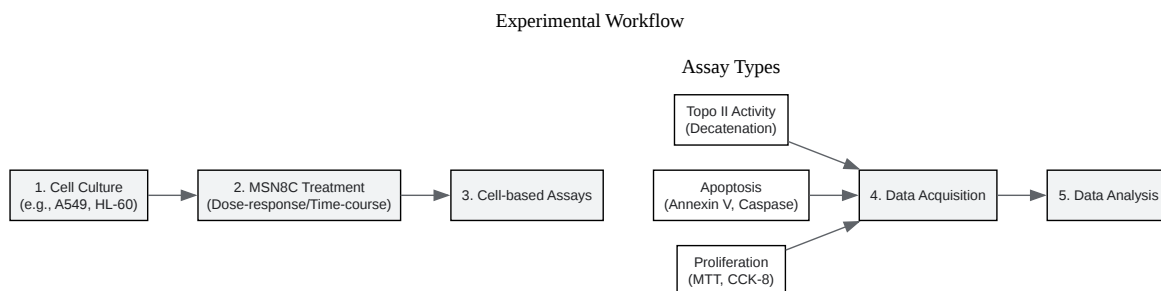 Experimental Workflow
Assay Types
Topo II Activity
(Decatenation)
1. Cell Culture
(e.g., A549, HL-60)
2. MSN8C Treatment
(Dose-response/Time-course)
3. Cell-based Assays
Apoptosis
(Annexin V, Caspase)
4. Data Acquisition
5. Data Analysis
Proliferation
(MTT, CCK-8)